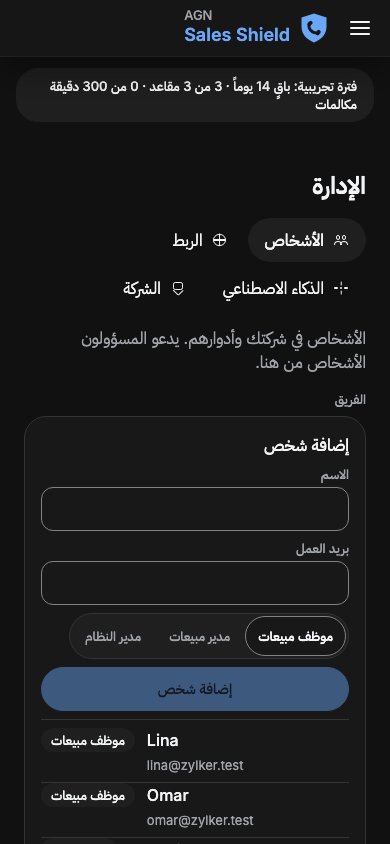 AGN
Sales Shield
فترة تجريبية: باقٍ 14 يوماً · 3 من 3 مقاعد · 0 من 300 دقيقة
مكالمات
الإدارة
الأشخاص
الربط
الذكاء الاصطناعي
الشركة
الأشخاص في شركتك وأدوارهم. يدعو المسؤولون
الأشخاص من هنا.
الفريق
إضافة شخص
الاسم
بريد العمل
موظف مبيعات
مدير مبيعات
مدير النظام
إضافة شخص
Lina
موظف مبيعات
lina@zylker.test
Omar
موظف مبيعات
omar@zylker.test